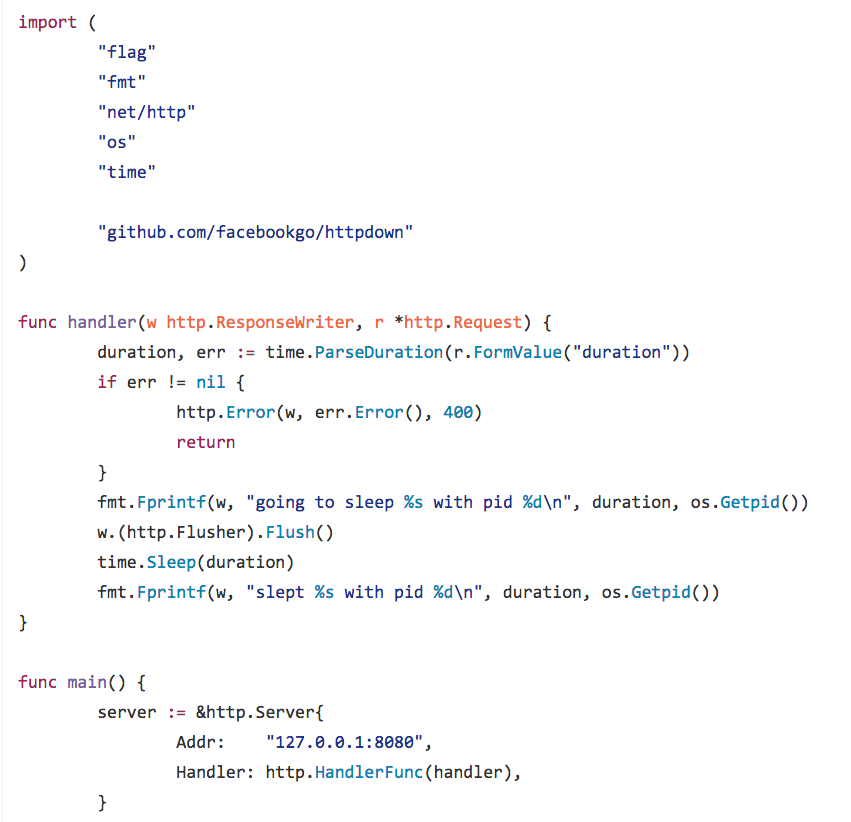 import (
        "flag"
        "fmt"
        "net/http"
        "os"
        "time"

        "github.com/facebookgo/httpdown"
)

func handler(w http.ResponseWriter, r *http.Request) {
        duration, err := time.ParseDuration(r.FormValue("duration"))
        if err != nil {
                http.Error(w, err.Error(), 400)
                return
        }
        fmt.Fprintf(w, "going to sleep %s with pid %d\n", duration, os.Getpid())
        w.(http.Flusher).Flush()
        time.Sleep(duration)
        fmt.Fprintf(w, "slept %s with pid %d\n", duration, os.Getpid())
}

func main() {
        server := &http.Server{
                Addr:    "127.0.0.1:8080",
                Handler: http.HandlerFunc(handler),
        }